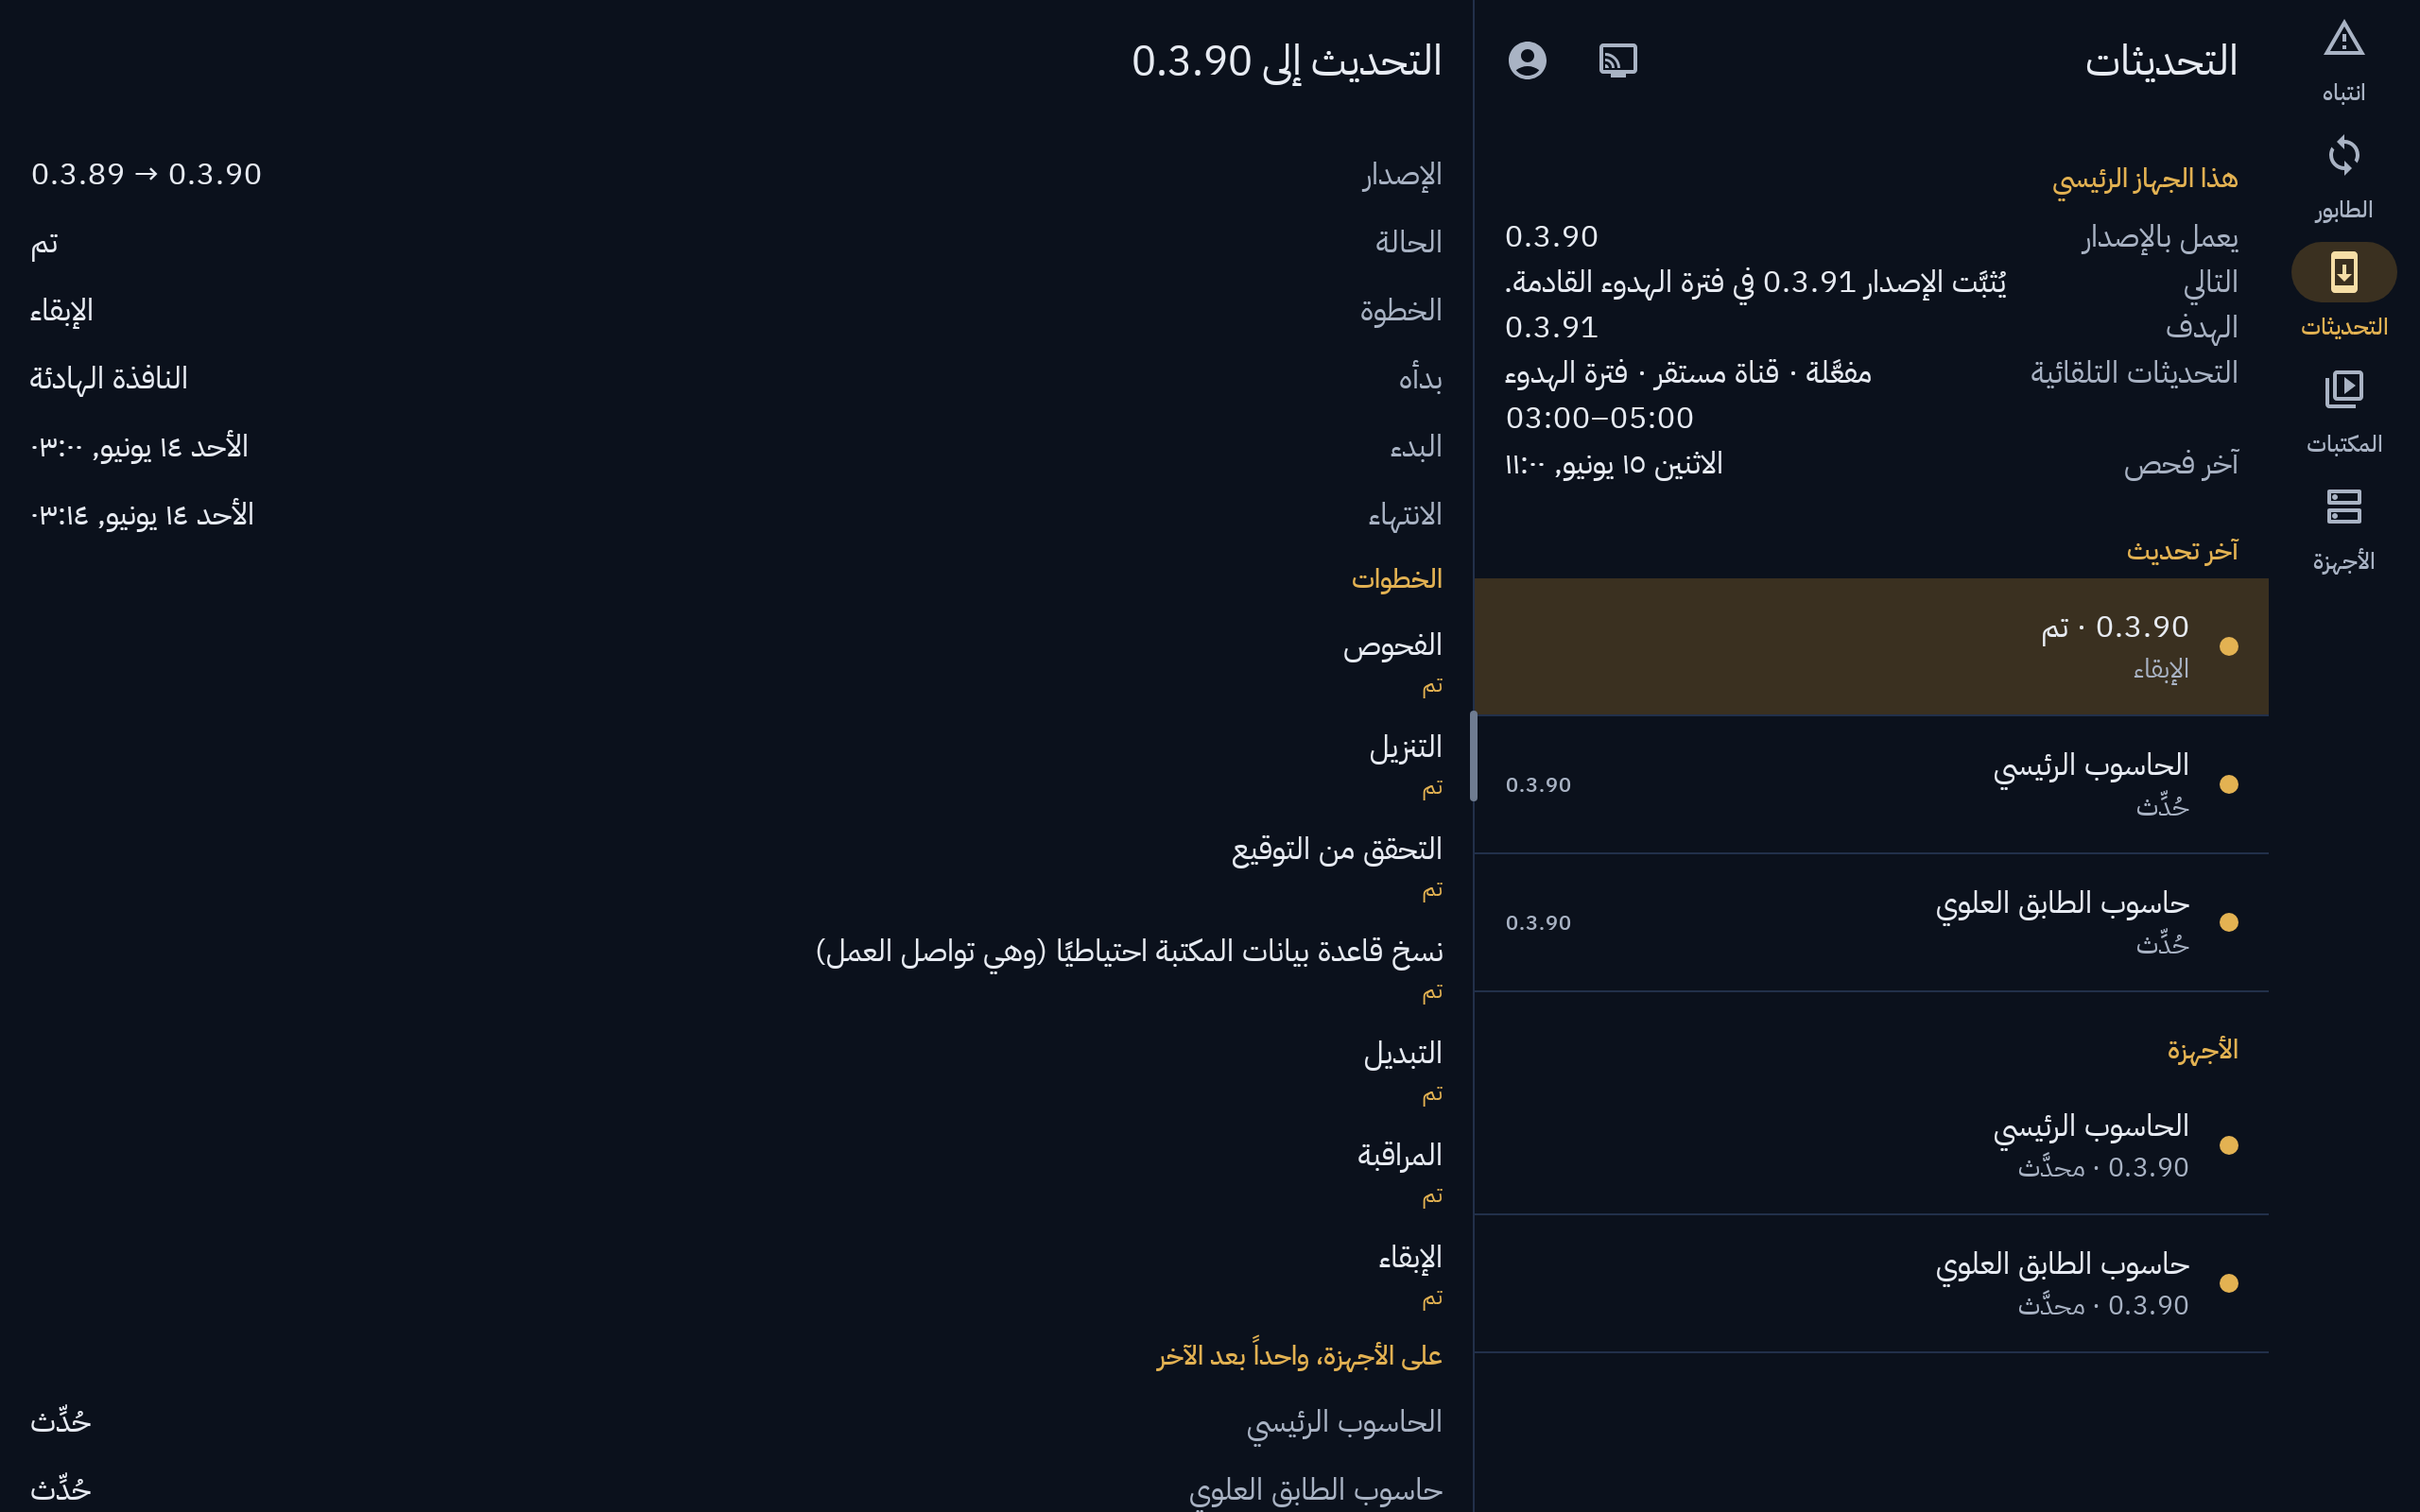 انتباه
الطابور
التحديثات
المكتبات
الأجهزة
التحديثات
هذا الجهاز الرئيسي
يعمل بالإصدار 0.3.90
التالي يُثبَّت الإصدار 0.3.91 في فترة الهدوء القادمة.
الهدف 0.3.91
التحديثات التلقائية مفعَّلة · قناة مستقر · فترة الهدوء
03:00–05:00
آخر فحص الاثنين ١٥ يونيو, ١١:٠٠
آخر تحديث
0.3.90 · تم
الإبقاء
الحاسوب الرئيسي 0.3.90
حُدِّث
حاسوب الطابق العلوي 0.3.90
حُدِّث
الأجهزة
الحاسوب الرئيسي
0.3.90 · محدَّث
حاسوب الطابق العلوي
0.3.90 · محدَّث
التحديث إلى 0.3.90
الإصدار 0.3.89 → 0.3.90
الحالة تم
الخطوة الإبقاء
بدأه النافذة الهادئة
البدء الأحد ١٤ يونيو, ٠٣:٠٠
الانتهاء الأحد ١٤ يونيو, ٠٣:١٤
الخطوات
الفحوص
تم
التنزيل
تم
التحقق من التوقيع
تم
نسخ قاعدة بيانات المكتبة احتياطيًا (وهي تواصل العمل)
تم
التبديل
تم
المراقبة
تم
الإبقاء
تم
على الأجهزة، واحداً بعد الآخر
الحاسوب الرئيسي حُدِّث
حاسوب الطابق العلوي حُدِّث